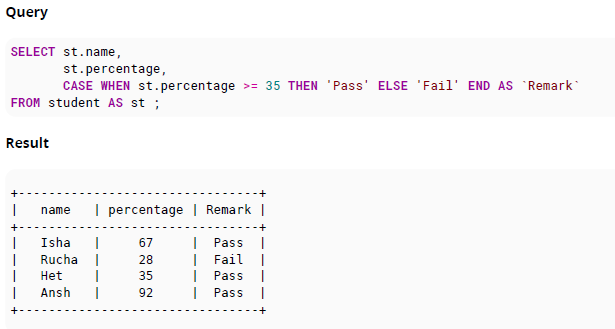 Query
SELECT st.name,
       st.percentage,
       CASE WHEN st.percentage >= 35 THEN 'Pass' ELSE 'Fail' END AS `Remark`
FROM student AS st ;
Result
+--------------------------------+
|   name   | percentage | Remark |
+--------------------------------+
|   Isha   |     67     |  Pass  |
|   Rucha  |     28     |  Fail  |
|   Het    |     35     |  Pass  |
|   Ansh   |     92     |  Pass  |
+--------------------------------+